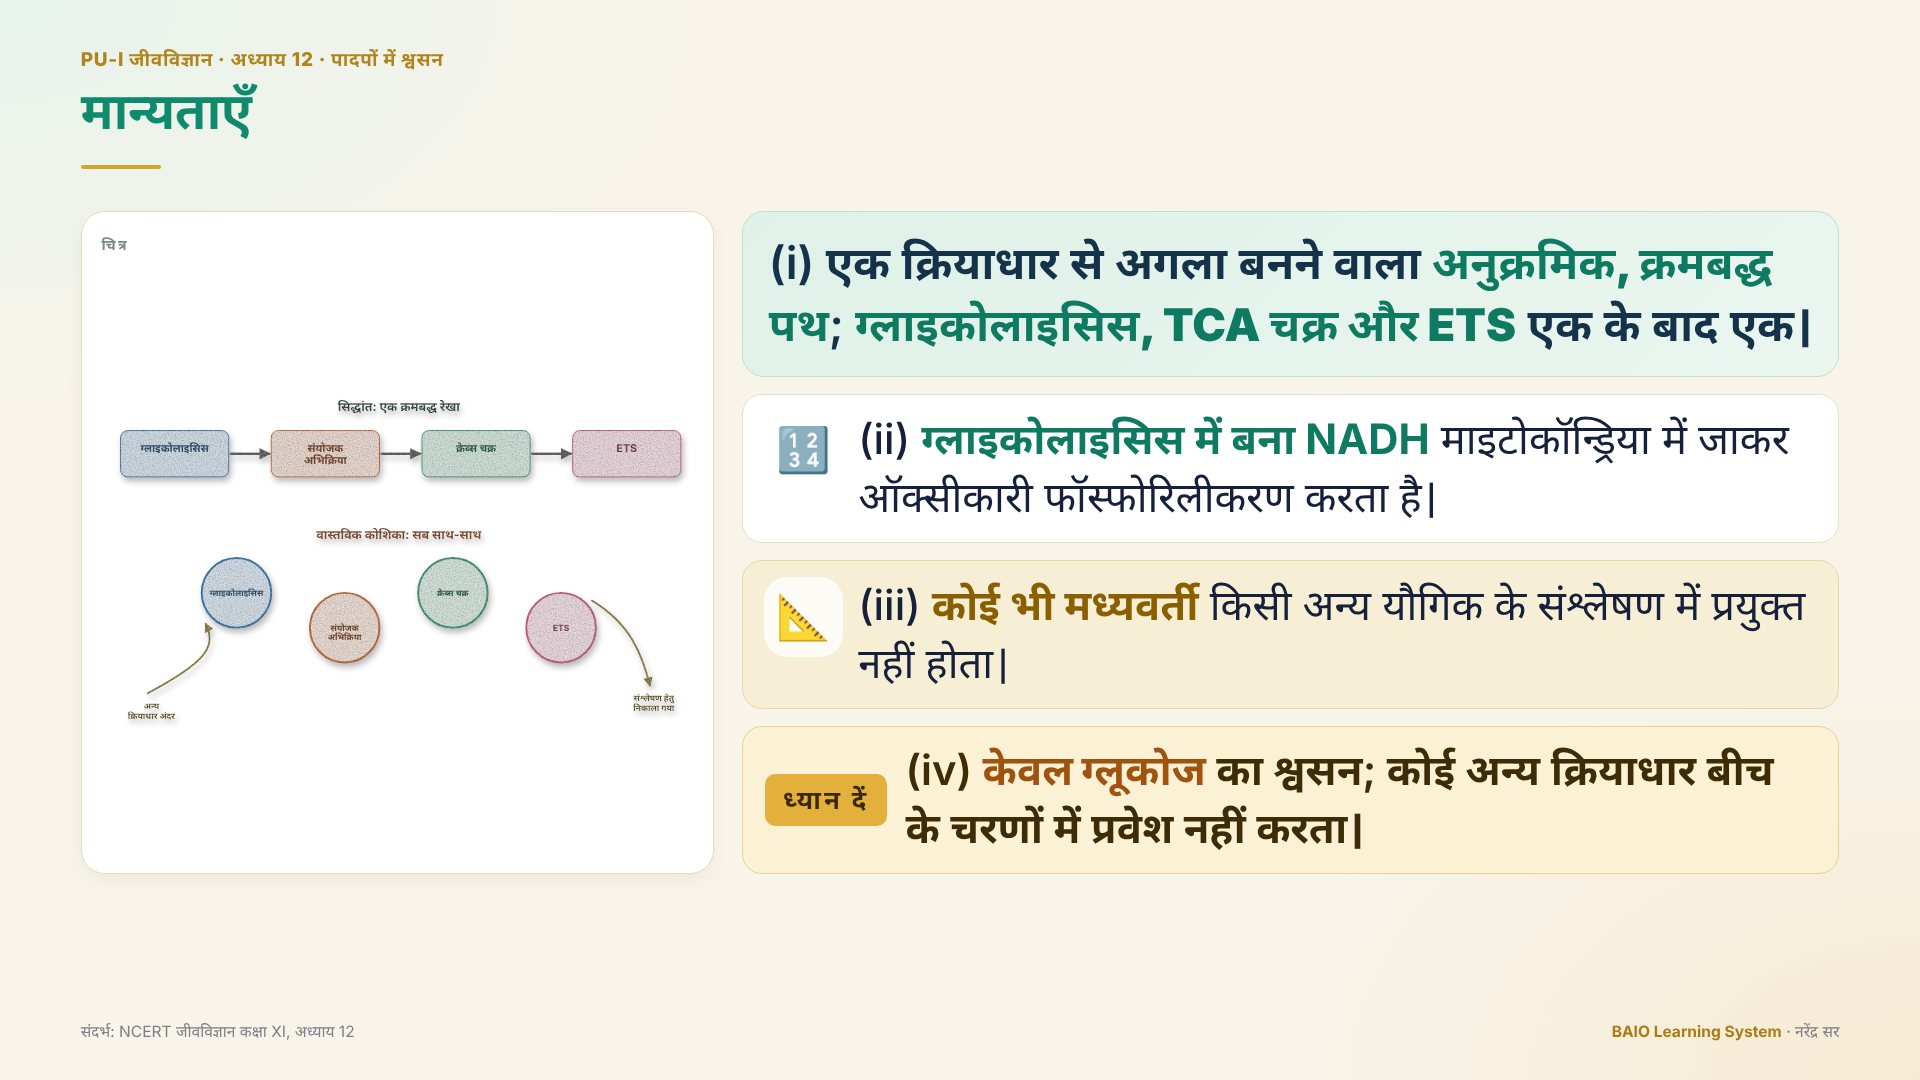 PU-I जीवविज्ञान · अध्याय 12 · पादपों में श्वसन
मान्यताएँ
चित्र
सिद्धांत: एक क्रमबद्ध रेखा
ग्लाइकोलाइसिस
संयोजक
अभिक्रिया
क्रेब्स चक्र
ETS
वास्तविक कोशिका: सब साथ-साथ
ग्लाइकोलाइसिस
संयोजक
अभिक्रिया
क्रेब्स चक्र
ETS
अन्य
क्रियाधार अंदर
संश्लेषण हेतु
निकाला गया
(i) एक क्रियाधार से अगला बनने वाला अनुक्रमिक, क्रमबद्ध
पथ; ग्लाइकोलाइसिस, TCA चक्र और ETS एक के बाद एक|
1 2
3 4
(ii) ग्लाइकोलाइसिस में बना NADH माइटोकॉन्ड्रिया में जाकर
ऑक्सीकारी फॉस्फोरिलीकरण करता है|
(iii) कोई भी मध्यवर्ती किसी अन्य यौगिक के संश्लेषण में प्रयुक्त
नहीं होता|
ध्यान दें
(iv) केवल ग्लूकोज का श्वसन; कोई अन्य क्रियाधार बीच
के चरणों में प्रवेश नहीं करता|
संदर्भ: NCERT जीवविज्ञान कक्षा XI, अध्याय 12
BAIO Learning System · नरेंद्र सर